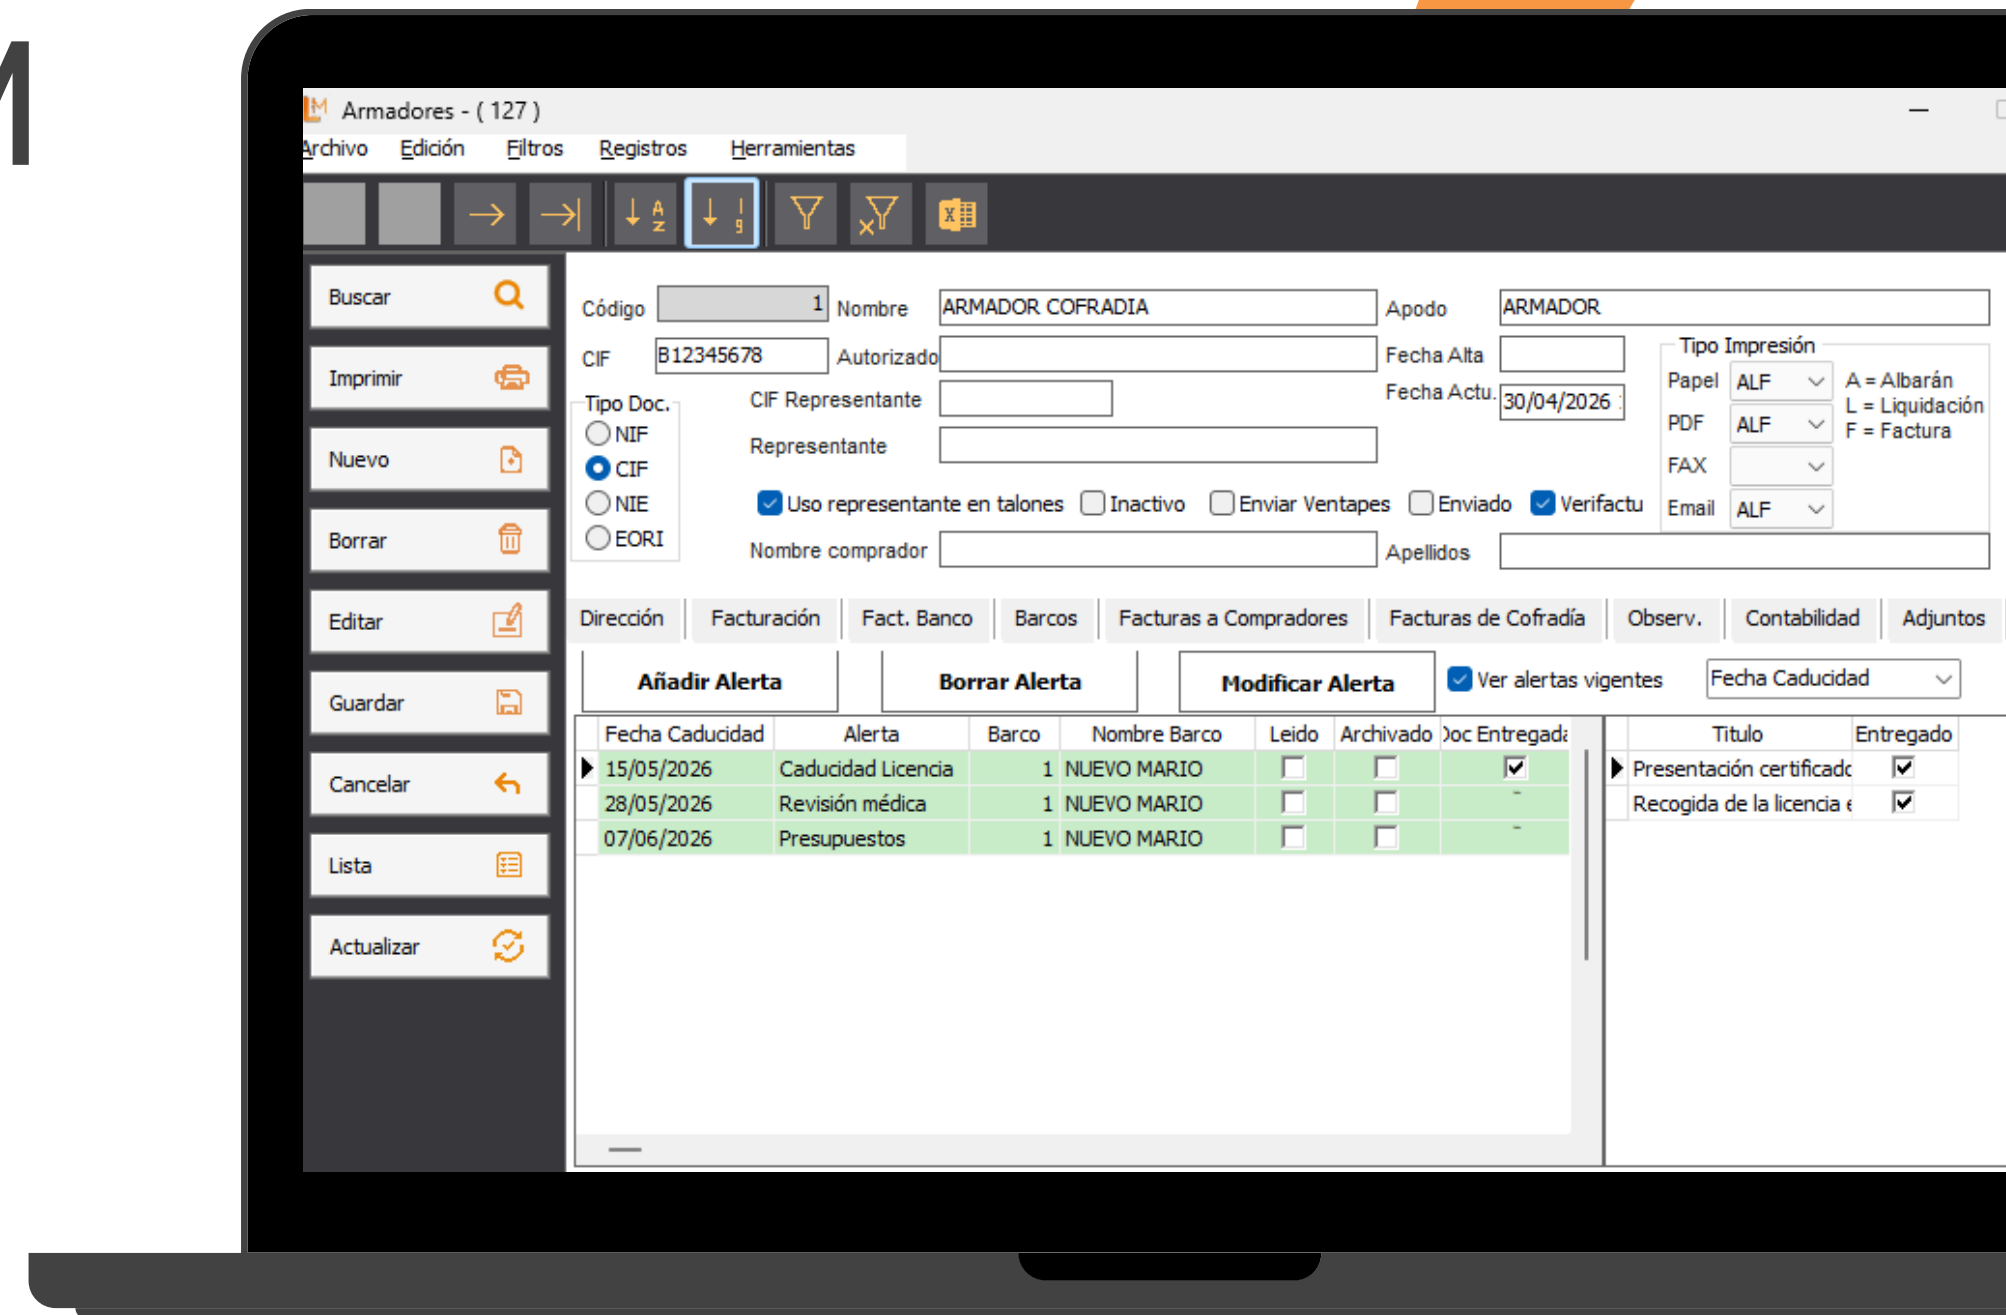 M
Armadores - ( 127 )
Archivo Edición Filtros Registros Herramientas
Buscar
Imprimir
Nuevo
Borrar
Editar
Guardar
Cancelar
Lista
Actualizar
Código 1 Nombre ARMADOR COFRADIA Apodo ARMADOR
CIF B12345678 Autorizado Fecha Alta
Tipo Doc.
NIF
CIF
NIE
EORI
CIF Representante Fecha Actu. 30/04/2026
Representante
Tipo Impresión
Papel ALF
PDF ALF
FAX
Email ALF
A = Albarán
L = Liquidación
F = Factura
Uso representante en talones Inactivo Enviar Ventapes Enviado Verifactu
Nombre comprador Apellidos
Dirección Facturación Fact. Banco Barcos Facturas a Compradores Facturas de Cofradía Observ. Contabilidad Adjuntos
Añadir Alerta Borrar Alerta Modificar Alerta Ver alertas vigentes Fecha Caducidad
Fecha Caducidad Alerta Barco Nombre Barco Leido Archivado Doc Entregada
15/05/2026 Caducidad Licencia 1 NUEVO MARIO
28/05/2026 Revisión médica 1 NUEVO MARIO
07/06/2026 Presupuestos 1 NUEVO MARIO
Titulo Entregado
Presentación certificado
Recogida de la licencia e